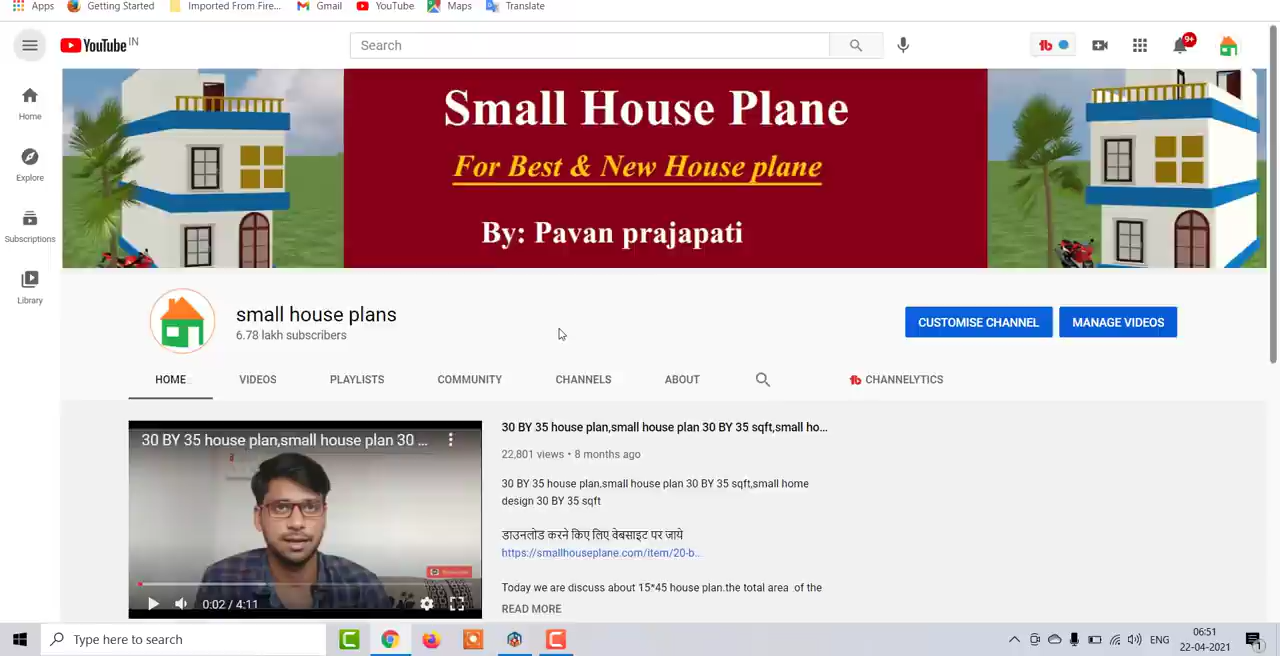 Apps Getting Started Imported From Fire... Gmail YouTube Maps Translate
YouTube IN
Search
9+
Small House Plane
For Best & New House plane
By: Pavan prajapati
Home
Explore
Subscriptions
Library
small house plans
6.78 lakh subscribers
CUSTOMISE CHANNEL
MANAGE VIDEOS
HOME VIDEOS PLAYLISTS COMMUNITY CHANNELS ABOUT CHANNELYTICS
30 BY 35 house plan,small house plan 30 ...
0:02 / 4:11
30 BY 35 house plan,small house plan 30 BY 35 sqft,small ho...
22,801 views • 8 months ago
30 BY 35 house plan,small house plan 30 BY 35 sqft,small home
design 30 BY 35 sqft
डाउनलोड करने किए लिए वेबसाइट पर जाये
https://smallhouseplane.com/item/20-b...
Today we are discuss about 15*45 house plan.the total area of the
READ MORE
Type here to search
ENG
06:51
22-04-2021
1